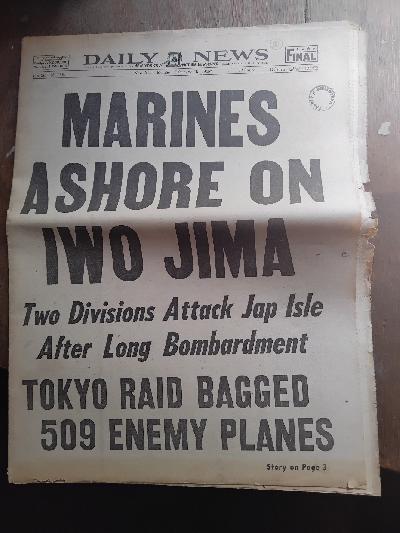 DAILY NEWS
FINAL
MARINES
ASHORE ON
IWO JIMA
Two Divisions Attack Jap Isle
After Long Bombardment
TOKYO RAID BAGGED
509 ENEMY PLANES
Story on Page 3